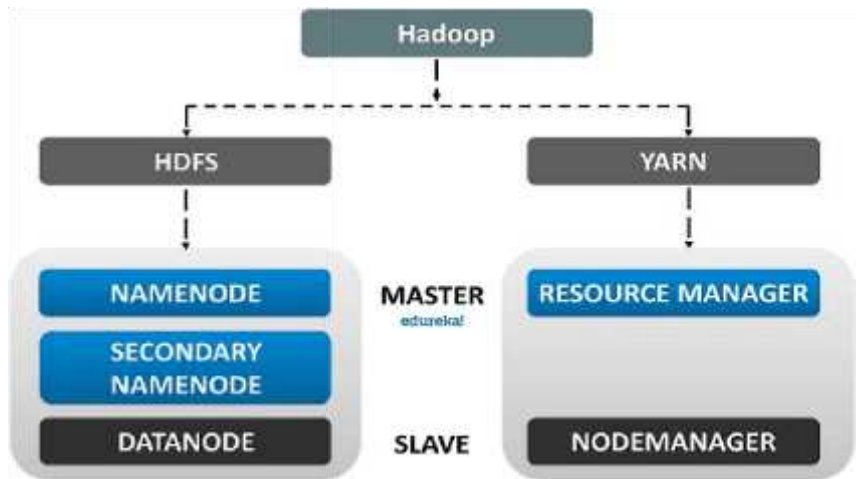 Hadoop
HDFS
YARN
NAMENODE
MASTER
RESOURCE MANAGER
edureka!
SECONDARY
NAMENODE
DATANODE
SLAVE
NODEMANAGER